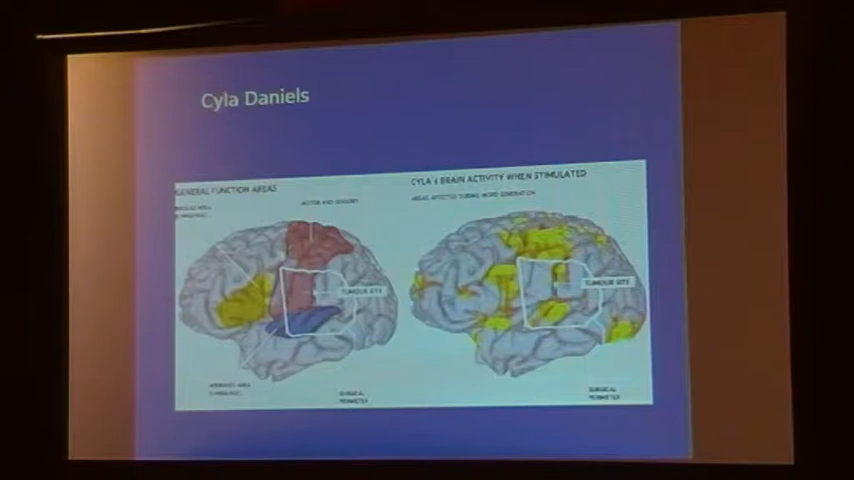 Cyla Daniels
GENERAL FUNCTION AREAS
MOTOR AND SENSORY
TUMOUR SITE
SURGICAL
PERIMETER
CYLA'S BRAIN ACTIVITY WHEN STIMULATED
AREAS AFFECTED DURING WORD GENERATION
TUMOUR SITE
SURGICAL
PERIMETER